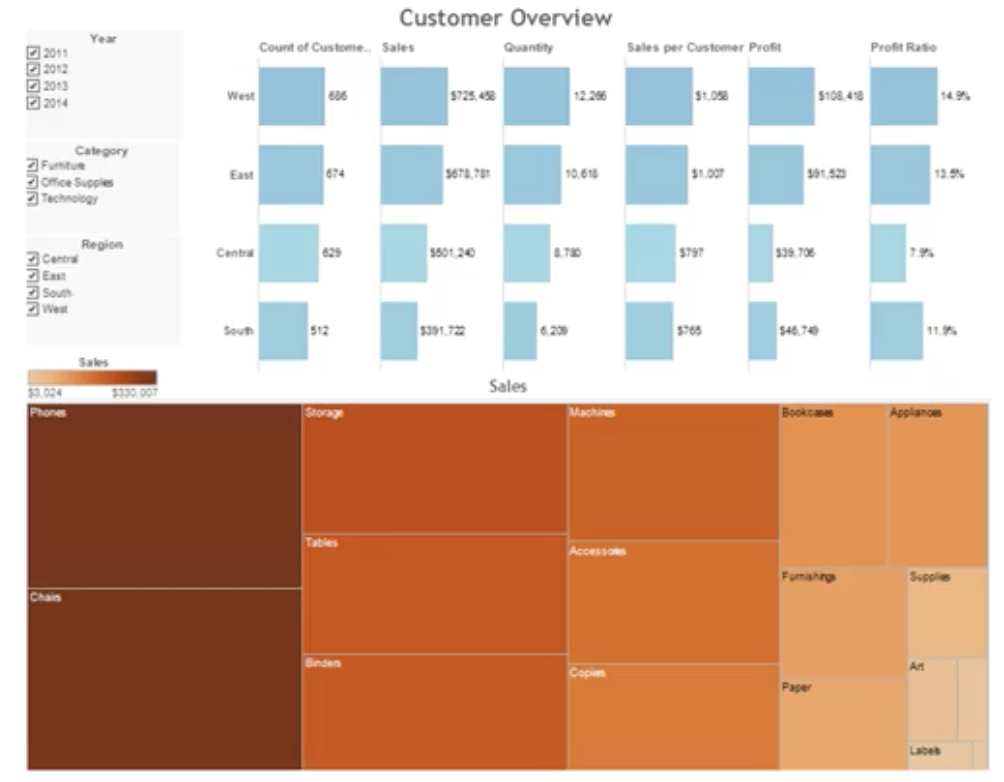 Customer Overview
Year
2011
2012
2013
2014
Category
Furniture
Office Supplies
Technology
Region
Central
East
South
West
Sales
$3,024 $330,007
Count of Custome.. Sales Quantity Sales per Customer Profit Profit Ratio
West 686 $725,458 12,266 $1,058 $108,418 14.9%
East 674 $678,781 10,618 $1,007 $91,523 13.5%
Central 629 $501,240 8,780 $797 $39,706 7.9%
South 512 $391,722 6,209 $765 $46,749 11.9%
Sales
Phones
Storage
Machines
Bookcases
Appliances
Tables
Accessories
Furnishings
Supplies
Chairs
Binders
Copiers
Paper
Art
Labels